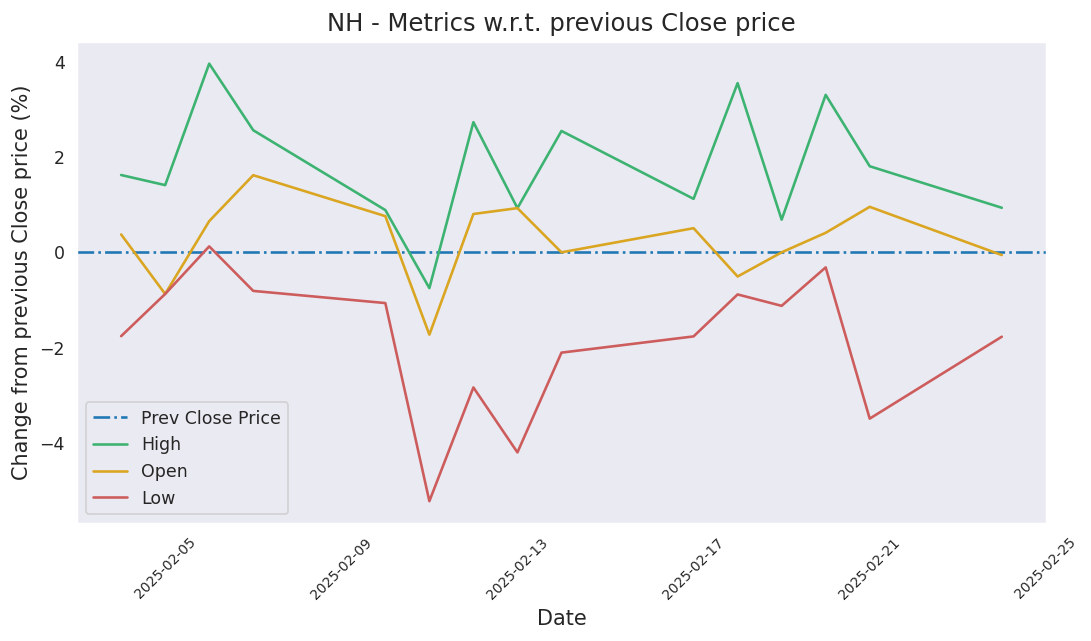 NH - Metrics w.r.t. previous Close price
Change from previous Close price (%)
4
2
0
−2
−4
Prev Close Price
High
Open
Low
2025-02-05
2025-02-09
2025-02-13
2025-02-17
2025-02-21
2025-02-25
Date